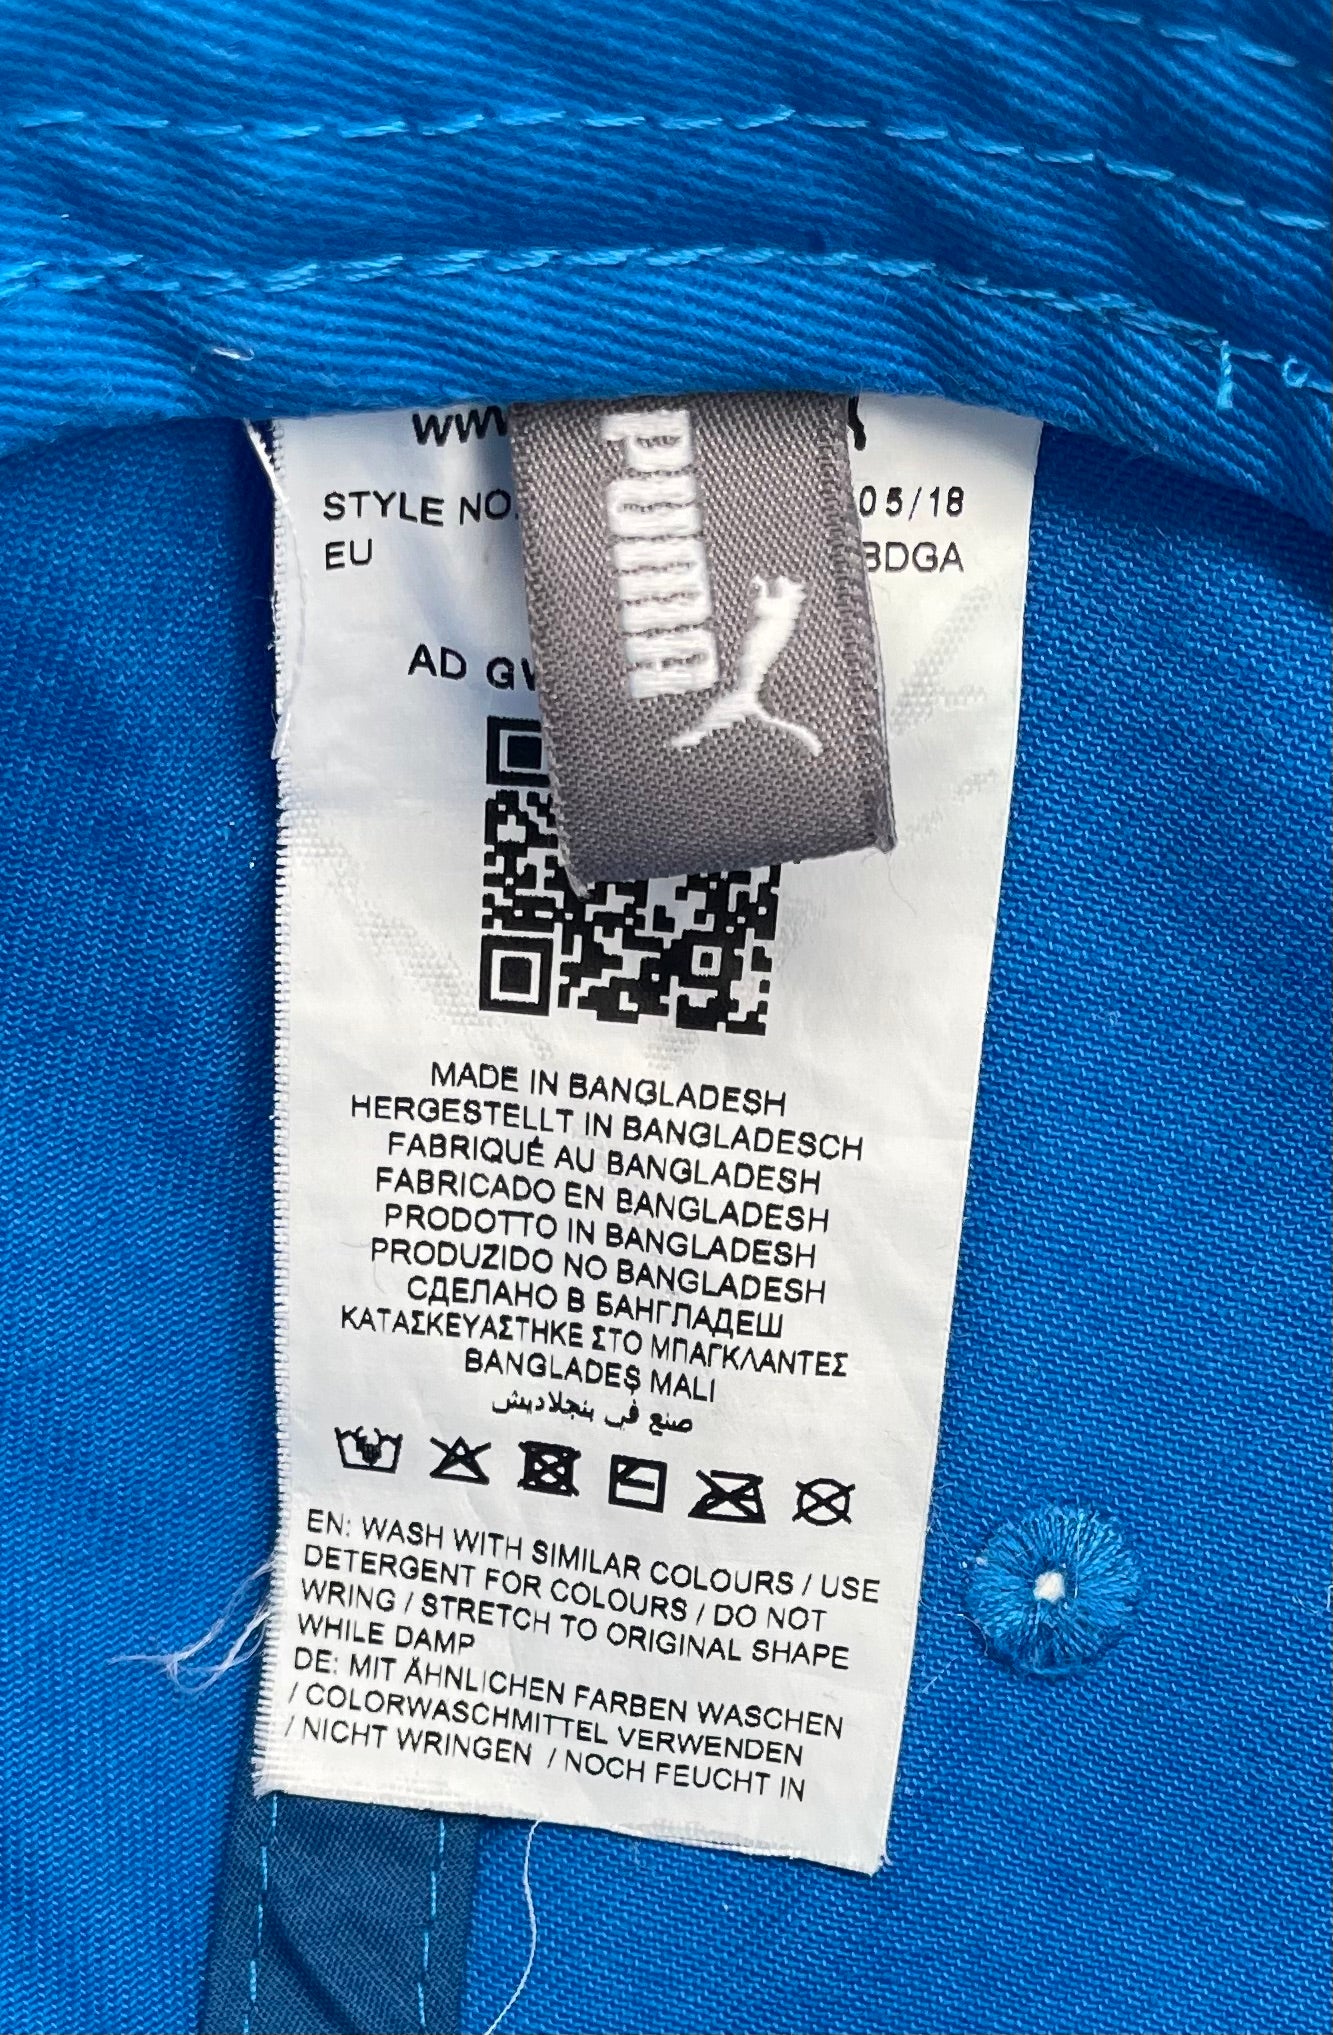 STYLE NO.
05/18
EU
BDGA
AD
MADE IN BANGLADESH
HERGESTELLT IN BANGLADESCH
FABRIQUÉ AU BANGLADESH
FABRICADO EN BANGLADESH
PRODOTTO IN BANGLADESH
PRODUZIDO NO BANGLADESH
СДЕЛАНО В БАНГЛАДЕШ
ΚΑΤΑΣΚΕΥΑΣΤΗΚΕ ΣΤΟ ΜΠΑΓΚΛΑΝΤΕΣ
BANGLADEŞ MALI
صنع في بنجلاديش
EN: WASH WITH SIMILAR COLOURS / USE
DETERGENT FOR COLOURS / DO NOT
WRING / STRETCH TO ORIGINAL SHAPE
WHILE DAMP
DE: MIT ÄHNLICHEN FARBEN WASCHEN
/ COLORWASCHMITTEL VERWENDEN
/ NICHT WRINGEN / NOCH FEUCHT IN